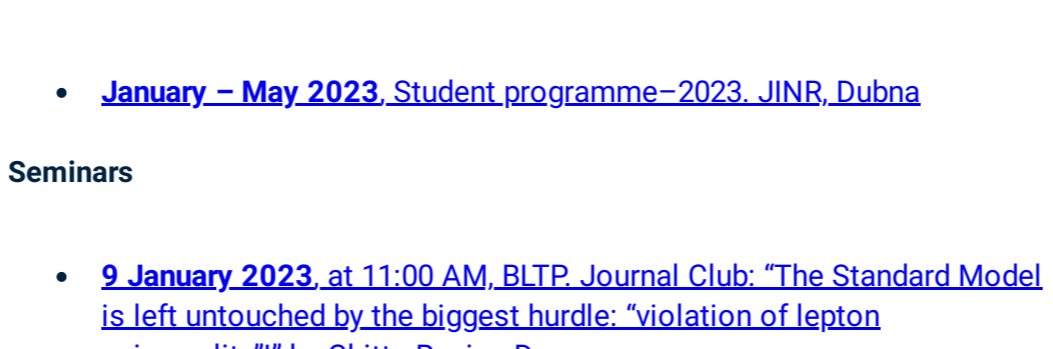 January – May 2023, Student programme–2023. JINR, Dubna
Seminars
9 January 2023, at 11:00 AM, BLTP. Journal Club: “The Standard Model
is left untouched by the biggest hurdle: “violation of lepton